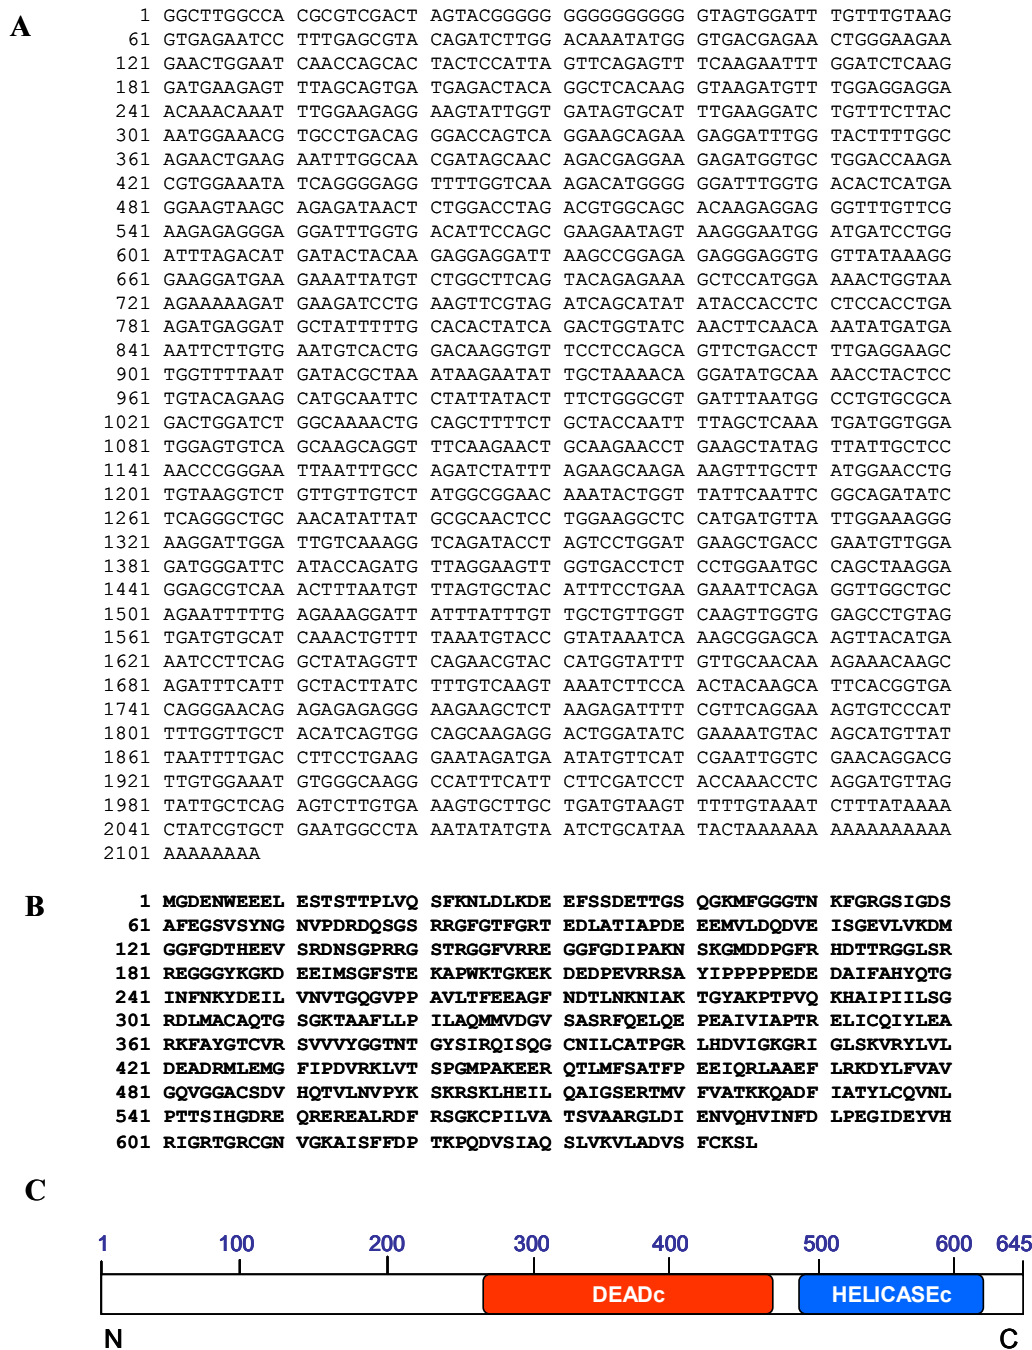 A
1 GGCTTGGCCA CGCGTCGACT AGTACGGGGG GGGGGGGGGG GTAGTGGATT TGTTTGTAAG
61 GTGAGAATCC TTTGAGCGTA CAGATCTTGG ACAAATATGG GTGACGAGAA CTGGGAAGAA
121 GAACTGGAAT CAACCAGCAC TACTCCATTA GTTCAGAGTT TCAAGAATTT GGATCTCAAG
181 GATGAAGAGT TTAGCAGTGA TGAGACTACA GGCTCACAAG GTAAGATGTT TGGAGGAGGA
241 ACAAACAAAT TTGGAAGAGG AAGTATTGGT GATAGTGCAT TTGAAGGATC TGTTTCTTAC
301 AATGGAAACG TGCCTGACAG GGACCAGTCA GGAAGCAGAA GAGGATTTGG TACTTTTGGC
361 AGAACTGAAG AATTTGGCAA CGATAGCAAC AGACGAGGAA GAGATGGTGC TGGACCAAGA
421 CGTGGAAATA TCAGGGGAGG TTTTGGTCAA AGACATGGGG GGATTTGGTG ACACTCATGA
481 GGAAGTAAGC AGAGATAACT CTGGACCTAG ACGTGGCAGC ACAAGAGGAG GGTTTGTTCG
541 AAGAGAGGGA GGATTTGGTG ACATTCCAGC GAAGAATAGT AAGGGAATGG ATGATCCTGG
601 ATTTAGACAT GATACTACAA GAGGAGGATT AAGCCGGAGA GAGGGAGGTG GTTATAAAGG
661 GAAGGATGAA GAAATTATGT CTGGCTTCAG TACAGAGAAA GCTCCATGGA AAACTGGTAA
721 AGAAAAAGAT GAAGATCCTG AAGTTCGTAG ATCAGCATAT ATACCACCTC CTCCACCTGA
781 AGATGAGGAT GCTATTTTTG CACACTATCA GACTGGTATC AACTTCAACA AATATGATGA
841 AATTCTTGTG AATGTCACTG GACAAGGTGT TCCTCCAGCA GTTCTGACCT TTGAGGAAGC
901 TGGTTTTAAT GATACGCTAA ATAAGAATAT TGCTAAAACA GGATATGCAA AACCTACTCC
961 TGTACAGAAG CATGCAATTC CTATTATACT TTCTGGGCGT GATTTAATGG CCTGTGCGCA
1021 GACTGGATCT GGCAAAACTG CAGCTTTTCT GCTACCAATT TTAGCTCAAA TGATGGTGGA
1081 TGGAGTGTCA GCAAGCAGGT TTCAAGAACT GCAAGAACCT GAAGCTATAG TTATTGCTCC
1141 AACCCGGGAA TTAATTTGCC AGATCTATTT AGAAGCAAGA AAGTTTGCTT ATGGAACCTG
1201 TGTAAGGTCT GTTGTTGTCT ATGGCGGAAC AAATACTGGT TATTCAATTC GGCAGATATC
1261 TCAGGGCTGC AACATATTAT GCGCAACTCC TGGAAGGCTC CATGATGTTA TTGGAAAGGG
1321 AAGGATTGGA TTGTCAAAGG TCAGATACCT AGTCCTGGAT GAAGCTGACC GAATGTTGGA
1381 GATGGGATTC ATACCAGATG TTAGGAAGTT GGTGACCTCT CCTGGAATGC CAGCTAAGGA
1441 GGAGCGTCAA ACTTTAATGT TTAGTGCTAC ATTTCCTGAA GAAATTCAGA GGTTGGCTGC
1501 AGAATTTTTG AGAAAGGATT ATTTATTTGT TGCTGTTGGT CAAGTTGGTG GAGCCTGTAG
1561 TGATGTGCAT CAAACTGTTT TAAATGTACC GTATAAATCA AAGCGGAGCA AGTTACATGA
1621 AATCCTTCAG GCTATAGGTT CAGAACGTAC CATGGTATTT GTTGCAACAA AGAAACAAGC
1681 AGATTTCATT GCTACTTATC TTTGTCAAGT AAATCTTCCA ACTACAAGCA TTCACGGTGA
1741 CAGGGAACAG AGAGAGAGGG AAGAAGCTCT AAGAGATTTT CGTTCAGGAA AGTGTCCCAT
1801 TTTGGTTGCT ACATCAGTGG CAGCAAGAGG ACTGGATATC GAAAATGTAC AGCATGTTAT
1861 TAATTTTGAC CTTCCTGAAG GAATAGATGA ATATGTTCAT CGAATTGGTC GAACAGGACG
1921 TTGTGGAAAT GTGGGCAAGG CCATTTCATT CTTCGATCCT ACCAAACCTC AGGATGTTAG
1981 TATTGCTCAG AGTCTTGTGA AAGTGCTTGC TGATGTAAGT TTTTGTAAAT CTTTATAAAA
2041 CTATCGTGCT GAATGGCCTA AATATATGTA ATCTGCATAA TACTAAAAAA AAAAAAAAAA
2101 AAAAAAAA
B
1 MGDENWEEEL ESTSTTPLVQ SFKNLDLKDE EFSSDETTGS QGKMFGGGTN KFGRGSIGDS
61 AFEGSVSYNG NVPDRDQSGS RRGFGTFGRT EDLATIAPDE EEMVLDQDVE ISGEVLVKDM
121 GGFGDTHEEV SRDNSGPRRG STRGGFVRRE GGFGDIPAKN SKGMDDPGFR HDTTRGGLSR
181 REGGGYKGKD EEIMSGFSTE KAPWKTGKEK DEDPEVRRSA YIPPPPPEDE DAIFAHYQTG
241 INFNKYDEIL VNVTGQGVPP AVLTFEEAGF NDTLNKNIAK TGYAKPTPVQ KHAIPIILSG
301 RDLMACAQTG SGKTAAFLLP ILAQMMVDGV SASRFQELQE PEAIVIAPTR ELICQIYLEA
361 RKFAYGTCVR SVVVYGGTNT GYSIRQISQG CNILCATPGR LHDVIGKGRI GLSKVRYLVL
421 DEADRMLEMG FIPDVRKLVT SPGMPAKEER QTLMFSATFP EEIQRLAAEF LRKDYLFVAV
481 GQVGGACSDV HQTVLNVPYK SKRSKLHEIL QAIGSERTMV FVATKKQADF IATYLCQVNL
541 PTTSIHGDRE QREREALRDF RSGKCPILVA TSVAARGLDI ENVQHVINFD LPEGIDEYVH
601 RIGRTGRCGN VGKAISFFDP TKPQDVSIAQ SLVKVLADVS FCKSL
C
1 100 200 300 400 500 600 645
DEADc HELICASEc
N C